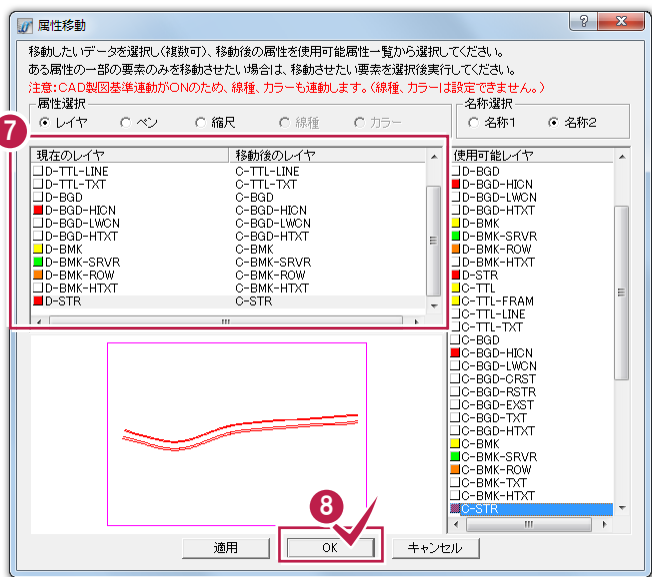 属性移動
移動したいデータを選択し(複数可)、移動後の属性を使用可能属性一覧から選択してください。
ある属性の一部の要素のみを移動させたい場合は、移動させたい要素を選択後実行してください。
注意:CAD製図基準連動がONのため、線種、カラーも連動します。(線種、カラーは設定できません。)
属性選択
レイヤ ペン 縮尺 線種 カラー
名称選択
名称1 名称2
7
現在のレイヤ 移動後のレイヤ
D-TTL-LINE C-TTL-LINE
D-TTL-TXT C-TTL-TXT
D-BGD C-BGD
D-BGD-HICN C-BGD-HICN
D-BGD-LWCN C-BGD-LWCN
D-BGD-HTXT C-BGD-HTXT
D-BMK C-BMK
D-BMK-SRVR C-BMK-SRVR
D-BMK-ROW C-BMK-ROW
D-BMK-HTXT C-BMK-HTXT
D-STR C-STR
使用可能レイヤ
D-BGD
D-BGD-HICN
D-BGD-LWCN
D-BGD-HTXT
D-BMK
D-BMK-SRVR
D-BMK-ROW
D-BMK-HTXT
D-STR
C-TTL
C-TTL-FRAM
C-TTL-LINE
C-TTL-TXT
C-BGD
C-BGD-HICN
C-BGD-LWCN
C-BGD-CRST
C-BGD-RSTR
C-BGD-EXST
C-BGD-TXT
C-BGD-HTXT
C-BMK
C-BMK-SRVR
C-BMK-ROW
C-BMK-TXT
C-BMK-HTXT
C-STR
8
適用 OK キャンセル